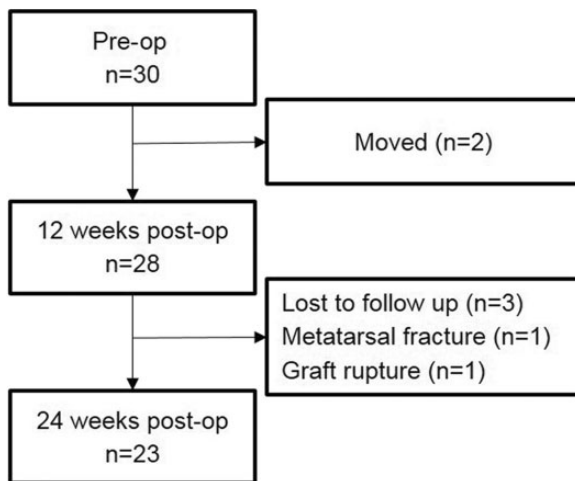 Pre-op
n=30
Moved (n=2)
12 weeks post-op
n=28
Lost to follow up (n=3)
Metatarsal fracture (n=1)
Graft rupture (n=1)
24 weeks post-op
n=23